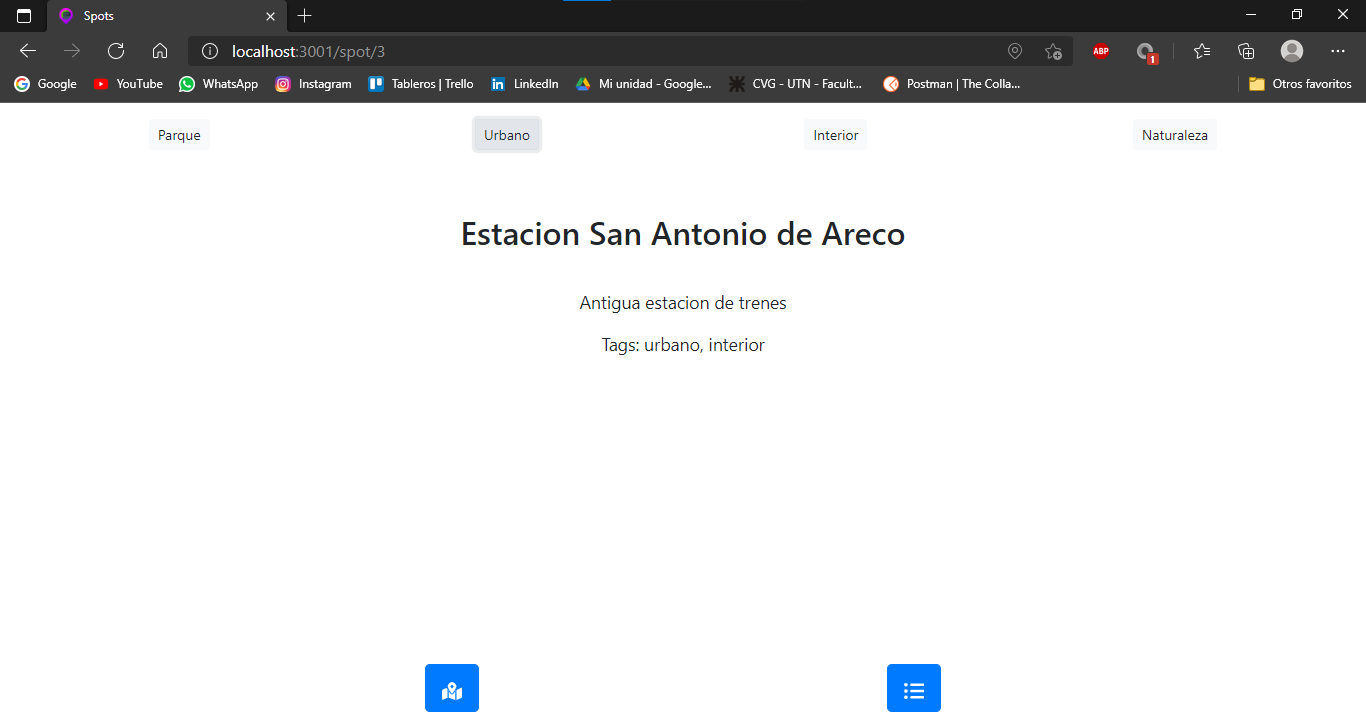 Spots
localhost:3001/spot/3
ABP
1
Google YouTube WhatsApp Instagram Tableros | Trello LinkedIn Mi unidad - Google... CVG - UTN - Facult... Postman | The Colla... Otros favoritos
Parque Urbano Interior Naturaleza
Estacion San Antonio de Areco
Antigua estacion de trenes
Tags: urbano, interior